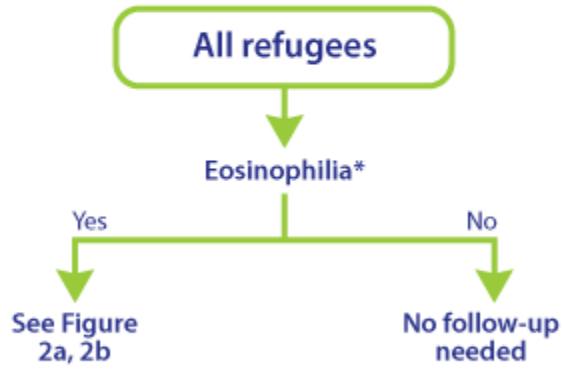 All refugees
Eosinophilia*
Yes
No
See Figure
2a, 2b
No follow-up
needed